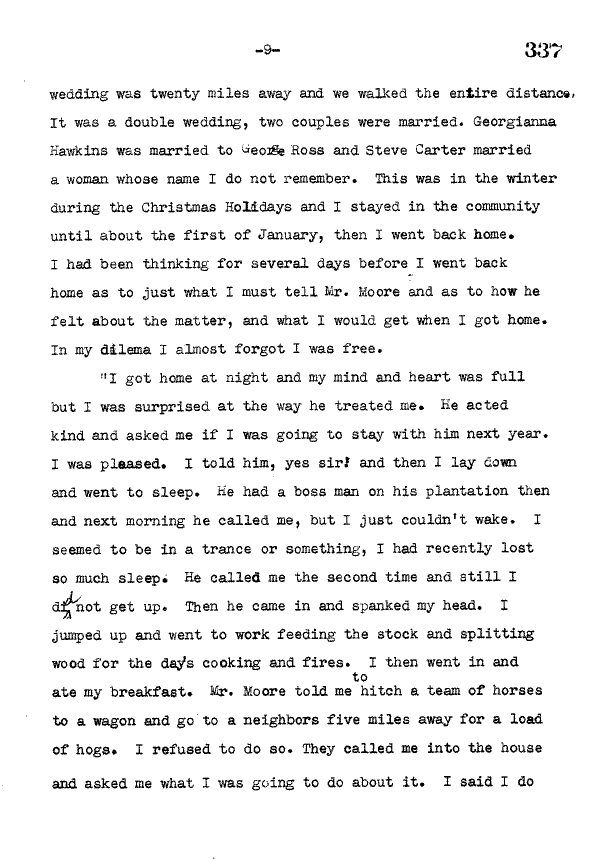 -9- 337
wedding was twenty miles away and we walked the entire distance,
It was a double wedding, two couples were married. Georgianna
Hawkins was married to George Ross and Steve Carter married
a woman whose name I do not remember. This was in the winter
during the Christmas Holidays and I stayed in the community
until about the first of January, then I went back home.
I had been thinking for several days before I went back
home as to just what I must tell Mr. Moore and as to how he
felt about the matter, and what I would get when I got home.
In my dilema I almost forgot I was free.
"I got home at night and my mind and heart was full
but I was surprised at the way he treated me. He acted
kind and asked me if I was going to stay with him next year.
I was pleased. I told him, yes sir! and then I lay down
and went to sleep. He had a boss man on his plantation then
and next morning he called me, but I just couldn't wake. I
seemed to be in a trance or something, I had recently lost
so much sleep. He called me the second time and still I
did not get up. Then he came in and spanked my head. I
jumped up and went to work feeding the stock and splitting
wood for the day's cooking and fires. I then went in and
ate my breakfast. Mr. Moore told me to hitch a team of horses
to a wagon and go to a neighbors five miles away for a load
of hogs. I refused to do so. They called me into the house
and asked me what I was going to do about it. I said I do